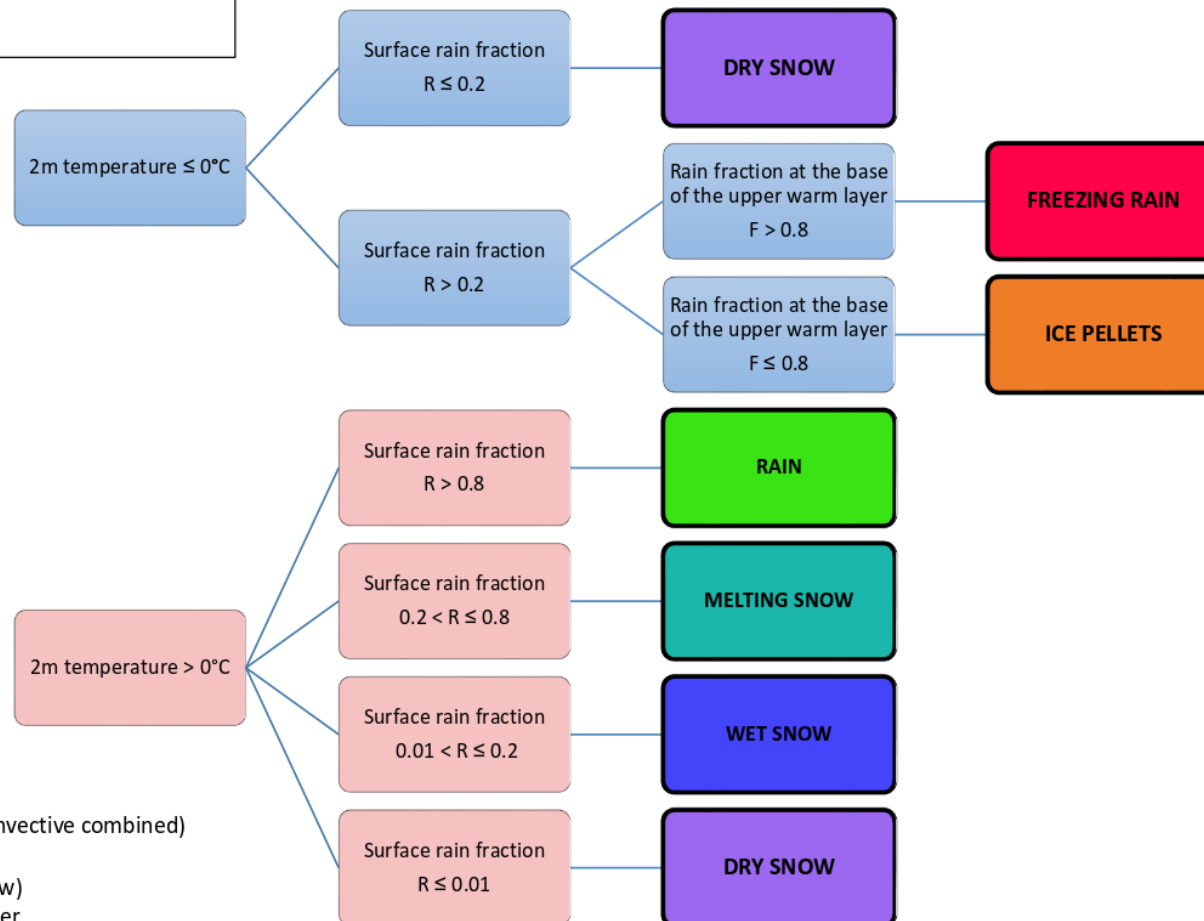 Surface rain fraction
R ≤ 0.2
DRY SNOW
2m temperature ≤ 0°C
Rain fraction at the base
of the upper warm layer
F > 0.8
FREEZING RAIN
Surface rain fraction
R > 0.2
Rain fraction at the base
of the upper warm layer
F ≤ 0.8
ICE PELLETS
Surface rain fraction
R > 0.8
RAIN
Surface rain fraction
0.2 < R ≤ 0.8
MELTING SNOW
2m temperature > 0°C
Surface rain fraction
0.01 < R ≤ 0.2
WET SNOW
Surface rain fraction
R ≤ 0.01
DRY SNOW
combined)